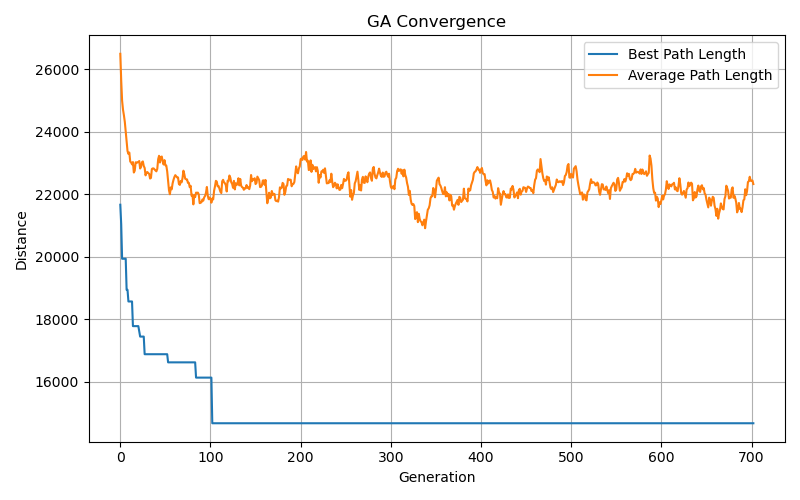 GA Convergence
Best Path Length
Average Path Length
26000
24000
22000
20000
18000
16000
Distance
0 100 200 300 400 500 600 700
Generation